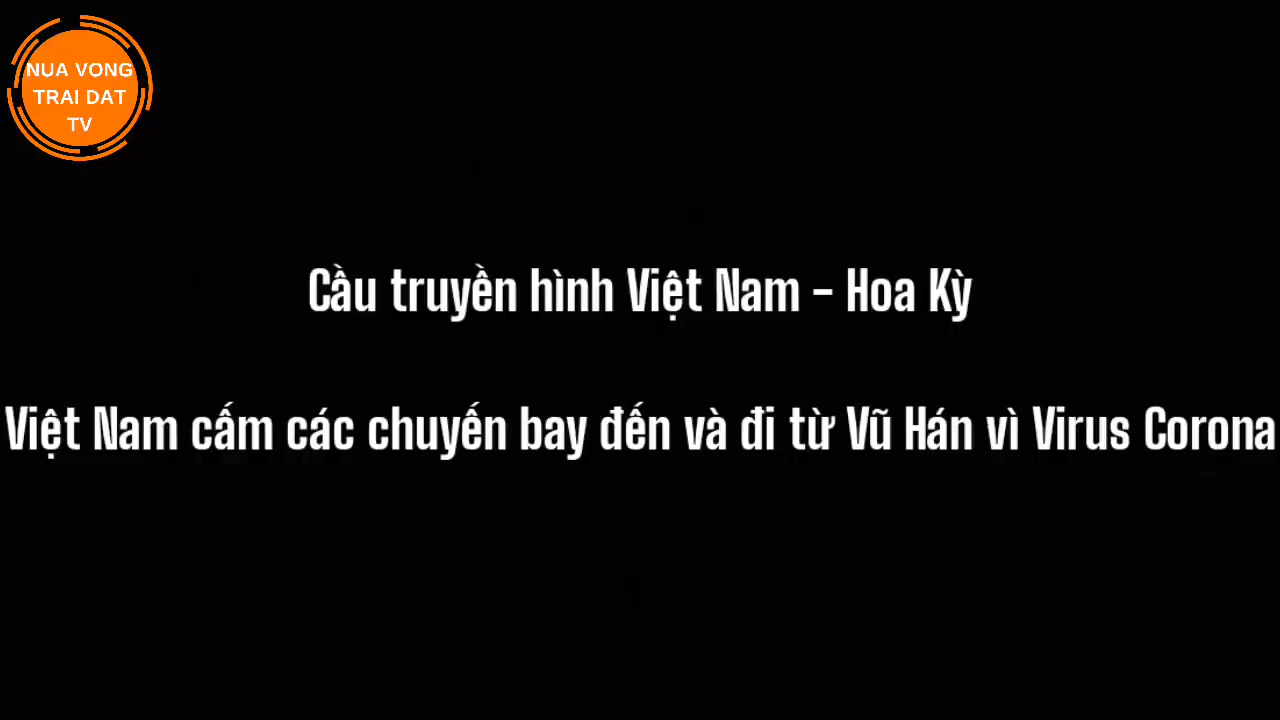 NUA VONG
TRAI DAT
TV
Cầu truyền hình Việt Nam - Hoa Kỳ
Việt Nam cấm các chuyến bay đến và đi từ Vũ Hán vì Virus Corona